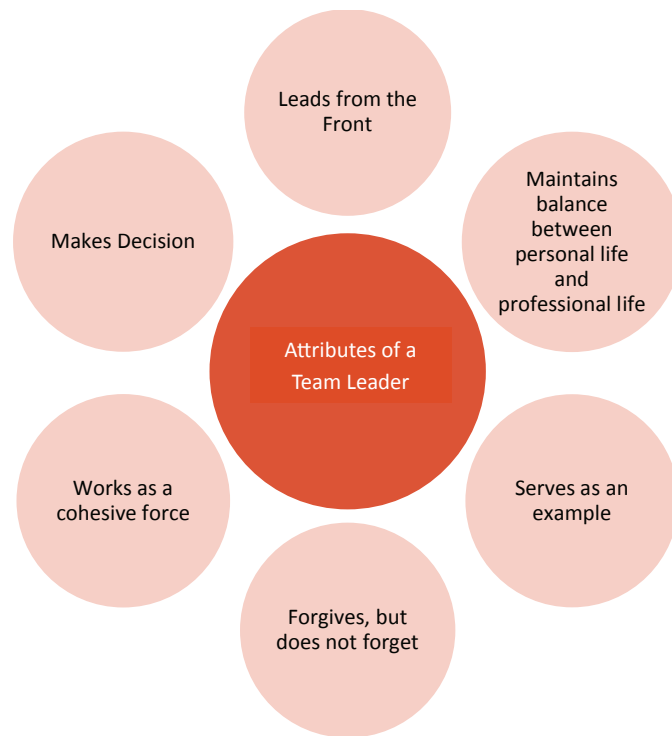 Leads from the
Front
Maintains
balance
between
personal life
and
professional life
Serves as an
example
Forgives, but
does not forget
Works as a
cohesive force
Makes Decision
Attributes of a
Team Leader